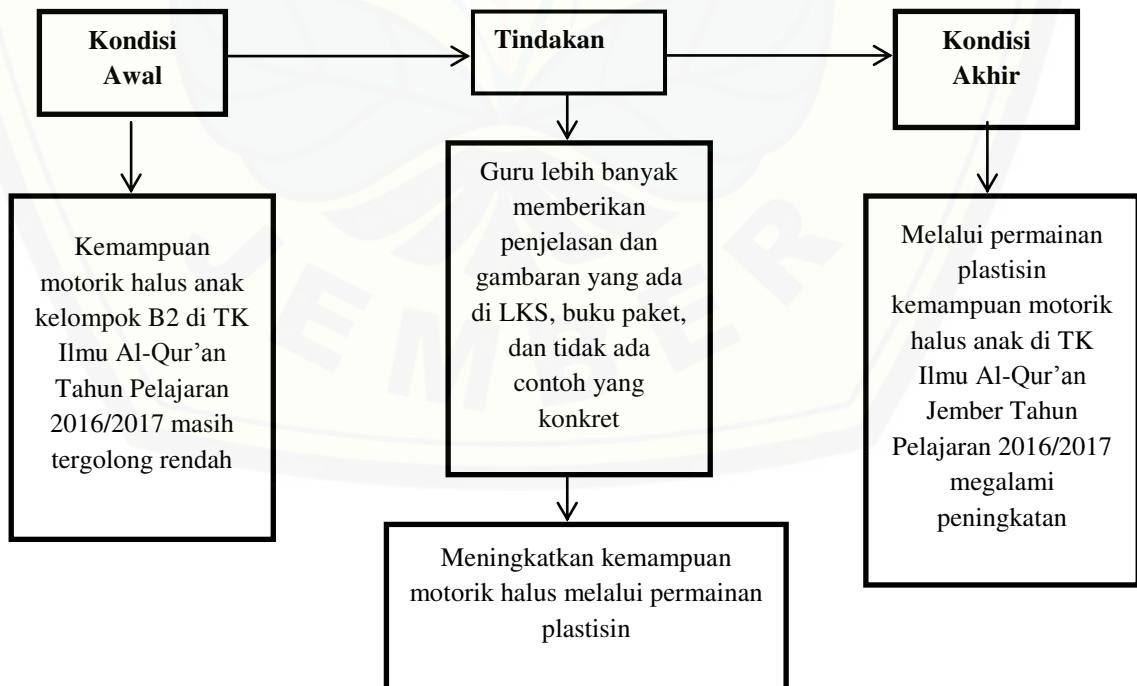 Kondisi
Awal
Tindakan
Kondisi
Akhir
Kemampuan
motorik halus anak
kelompok B2 di TK
Ilmu Al-Qur’an
Tahun Pelajaran
2016/2017 masih
tergolong rendah
Guru lebih banyak
memberikan
penjelasan dan
gambaran yang ada
di LKS, buku paket,
dan tidak ada
contoh yang
konkret
Melalui permainan
plastisin
kemampuan motorik
halus anak di TK
Ilmu Al-Qur’an
Jember Tahun
Pelajaran 2016/2017
megalami
peningkatan
Meningkatkan kemampuan
motorik halus melalui permainan
plastisin
JEMBER